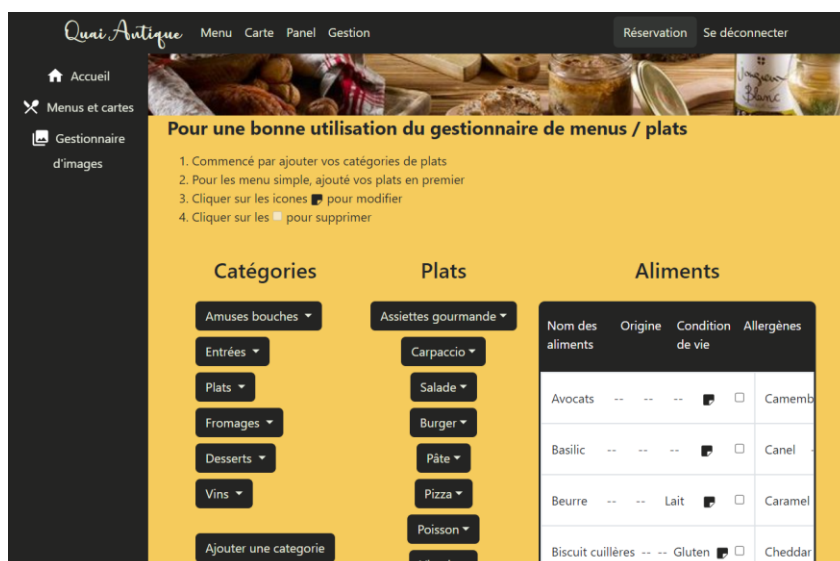 Quai Antique Menu Carte Panel Gestion Réservation Se déconnecter
Accueil
Menus et cartes
Gestionnaire
d'images
Blanc
Pour une bonne utilisation du gestionnaire de menus / plats
1. Commencé par ajouter vos catégories de plats
2. Pour les menu simple, ajouté vos plats en premier
3. Cliquer sur les icones pour modifier
4. Cliquer sur les pour supprimer
Catégories
Amuses bouches
Entrées
Plats
Fromages
Desserts
Vins
Ajouter une categorie
Plats
Assiettes gourmande
Carpaccio
Salade
Burger
Pâte
Pizza
Poisson
Aliments
Nom des aliments Origine Condition de vie Allergènes
Avocats -- -- -- Camemb
Basilic -- -- -- Canel -
Beurre -- -- Lait Caramel
Biscuit cuillères -- -- Gluten Cheddar